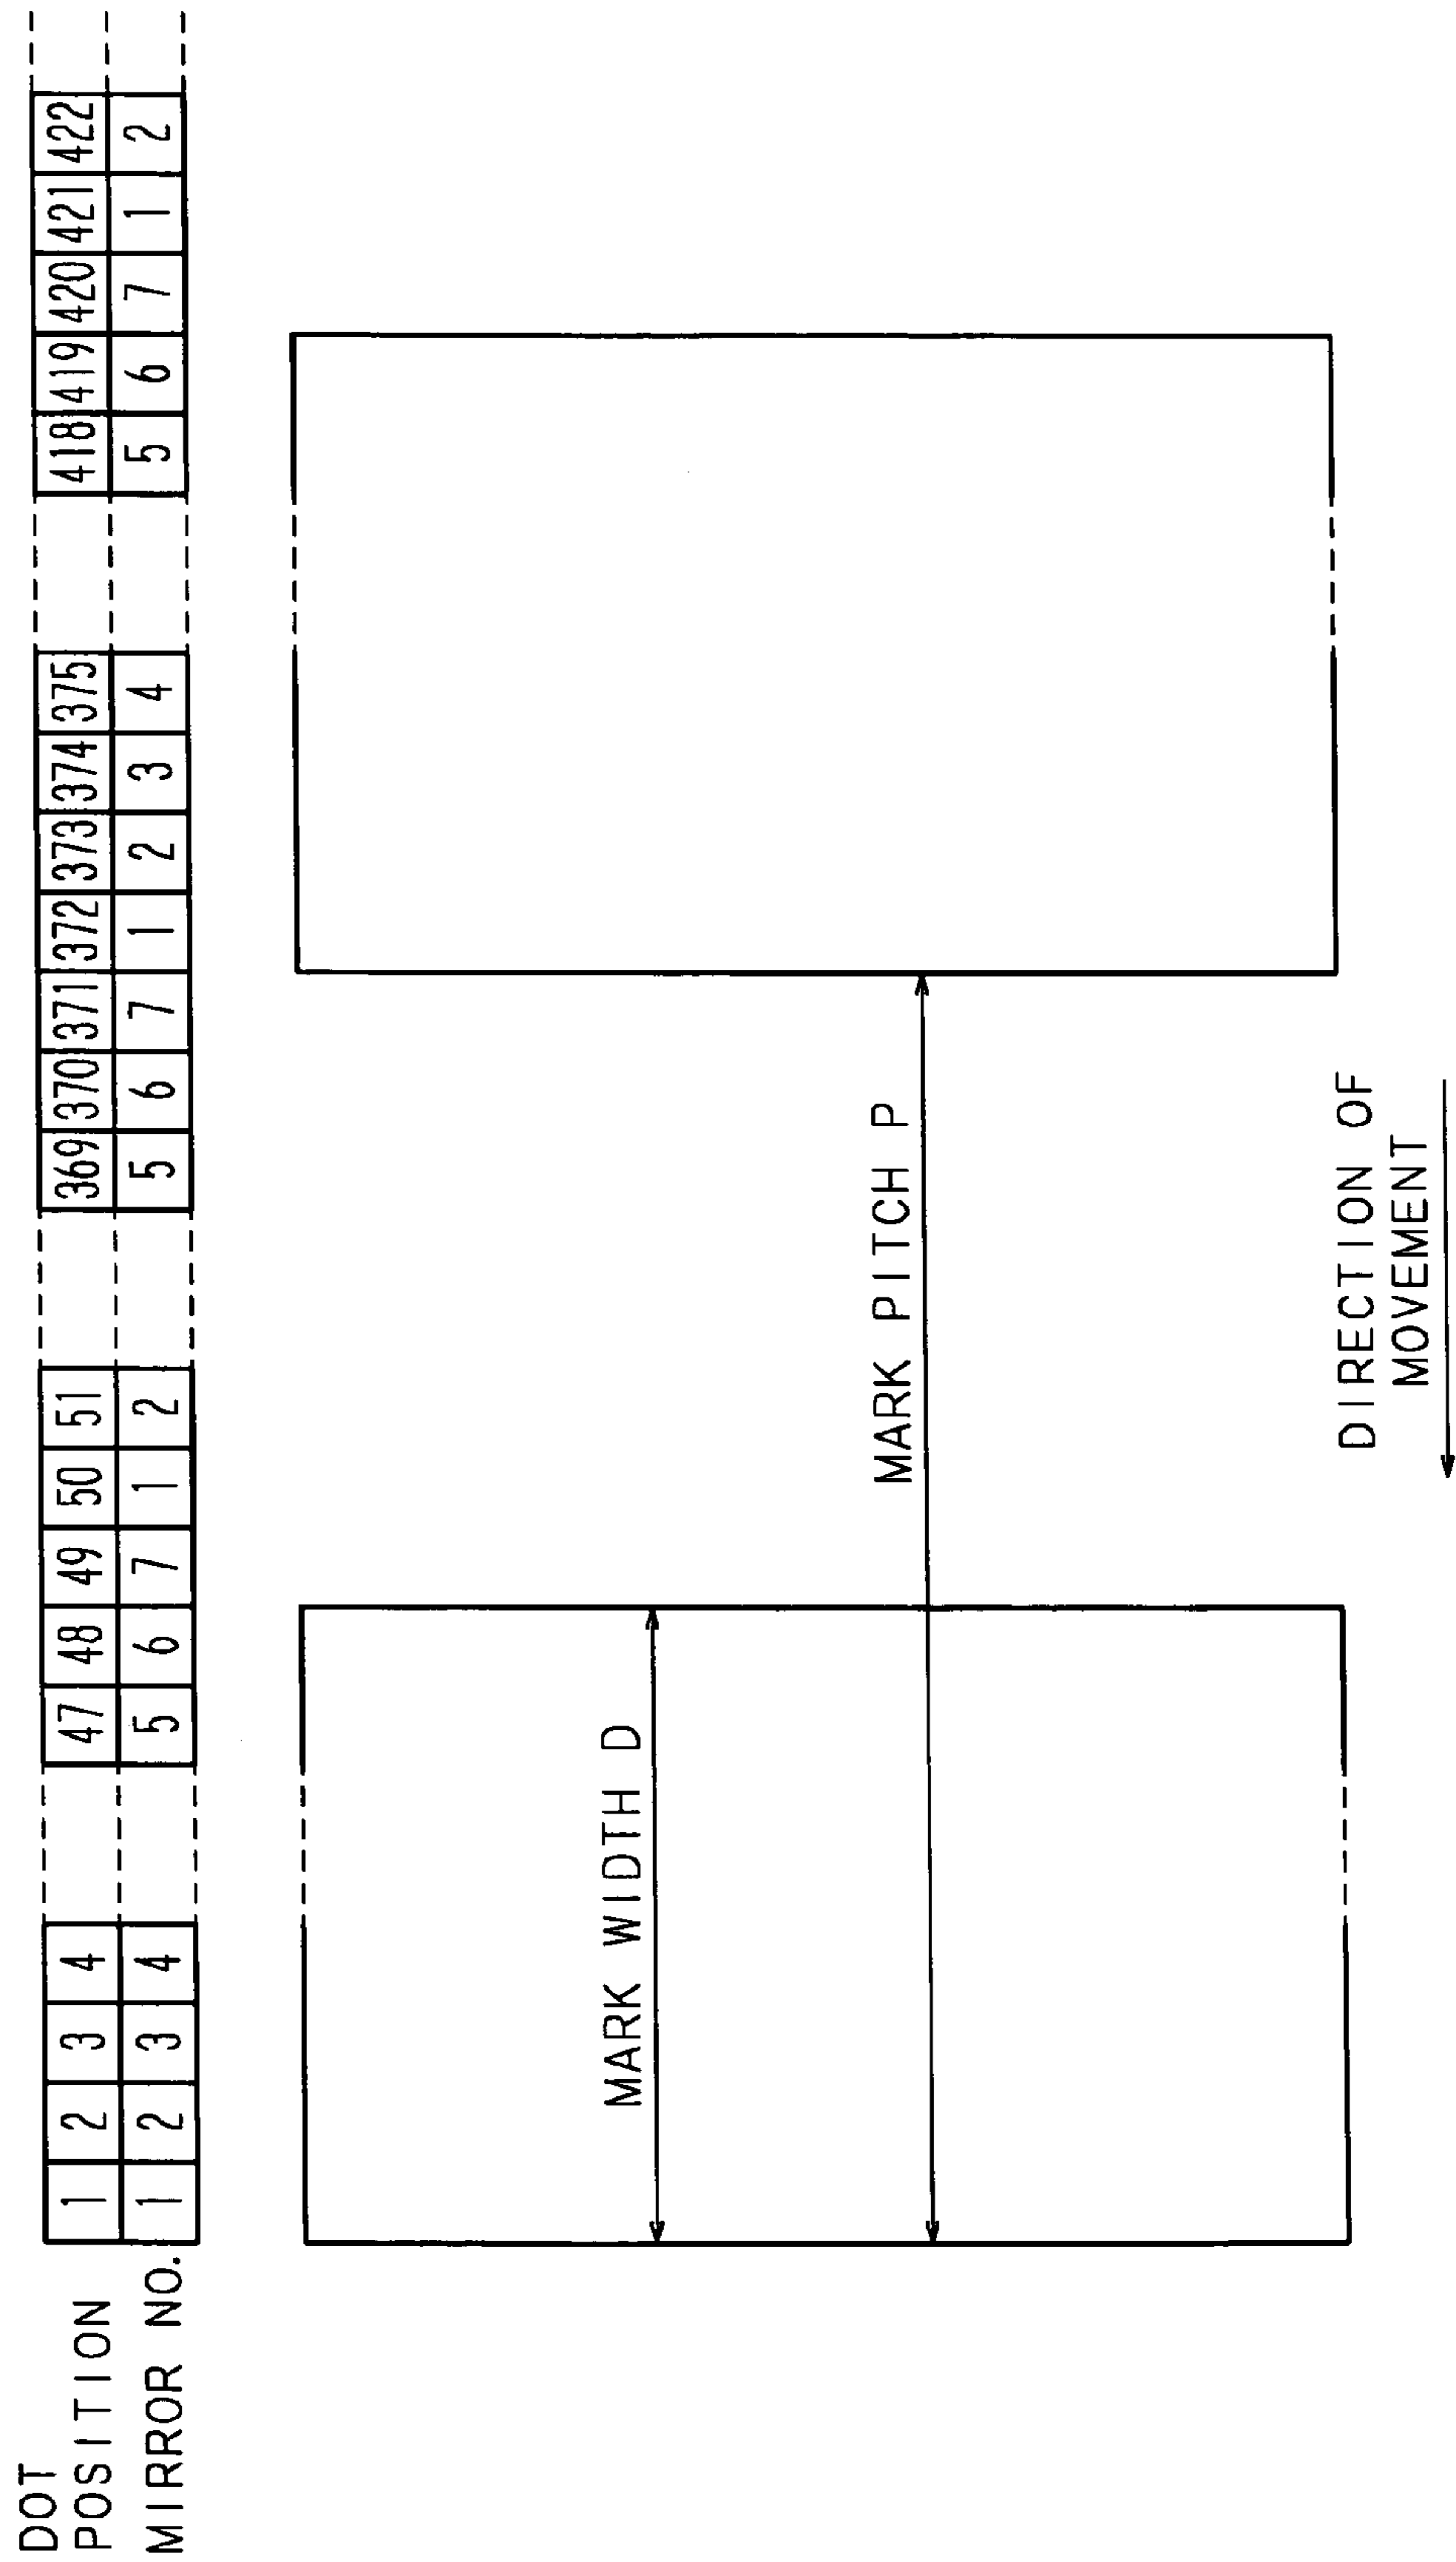 DOT
POSITION 1 2 3 4 47 48 49 50 51 369 370 371 372 373 374 375 418 419 420 421 422
MIRROR NO. 1 2 3 4 5 6 7 1 2 5 6 7 1 2 3 4 5 6 7 1 2
MARK WIDTH D
MARK PITCH P
DIRECTION OF
MOVEMENT